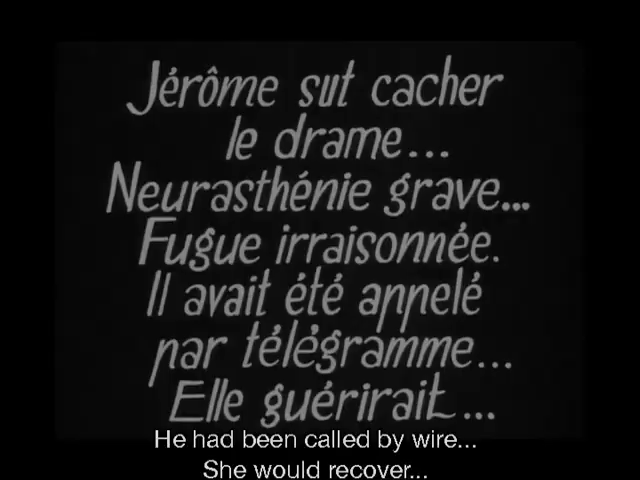 Jérôme sut cacher
le drame...
Neurasthénie grave...
Fugue irraisonnée.
Il avait été appelé
par télégramme...
Elle guérirait...
He had been called by wire...
She would recover...